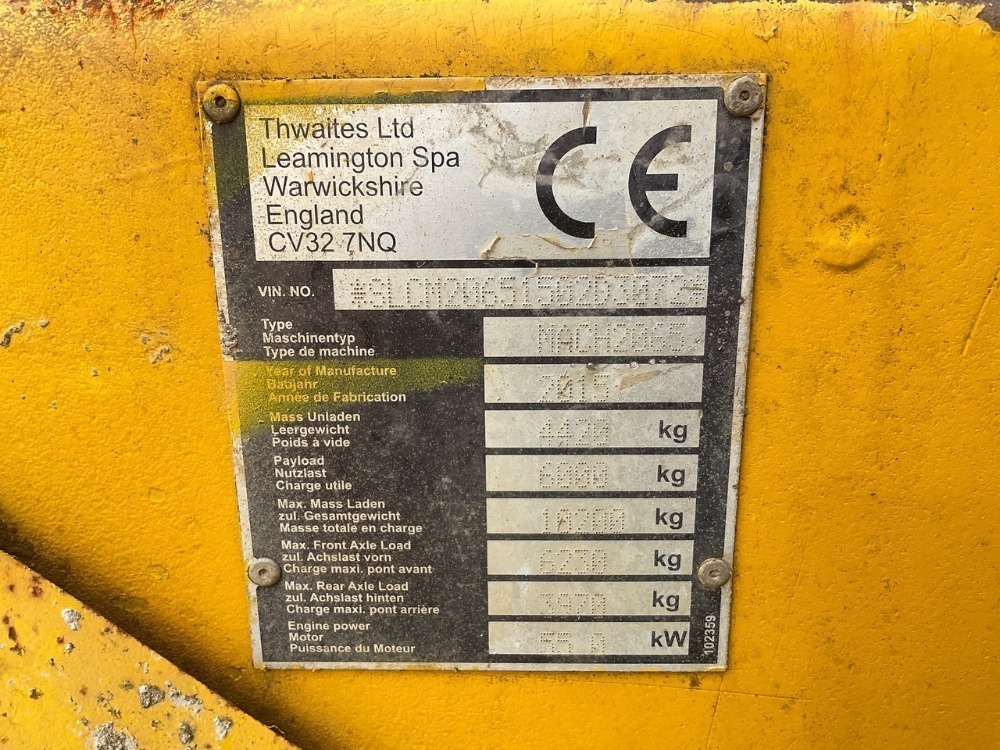 Thwaites Ltd
Leamington Spa
Warwickshire
England
CV32 7NQ
CE
VIN. NO.
Type MACH2065
Maschinentyp
Type de machine
Year of Manufacture
Baujahr 2015
Année de Fabrication
Mass Unladen
Leergewicht kg
Poids à vide
Payload
Nutzlast 6000 kg
Charge utile
Max. Mass Laden
zul. Gesamtgewicht 10200 kg
Masse totale en charge
Max. Front Axle Load
zul. Achslast vorn 6230 kg
Charge maxi. pont avant
Max. Rear Axle Load
zul. Achslast hinten 3970 kg
Charge maxi. pont arrière
Engine power
Motor kW
Puissance du Moteur
102359